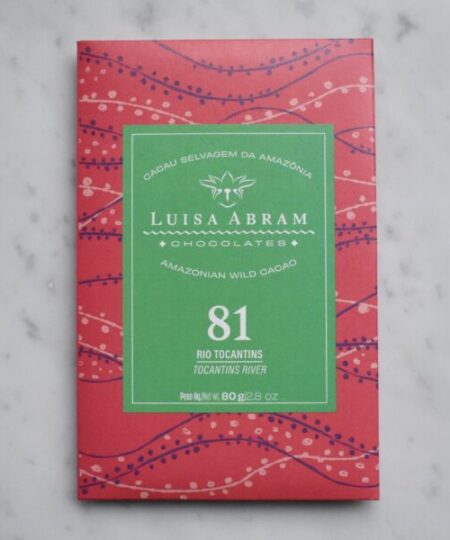 CACAU SELVAGEM DA AMAZÔNIA
LUISA ABRAM
CHOCOLATES
AMAZONIAN WILD CACAO
81
RIO TOCANTINS
TOCANTINS RIVER
Peso liq./Net wt. 80 g/2.8 oz